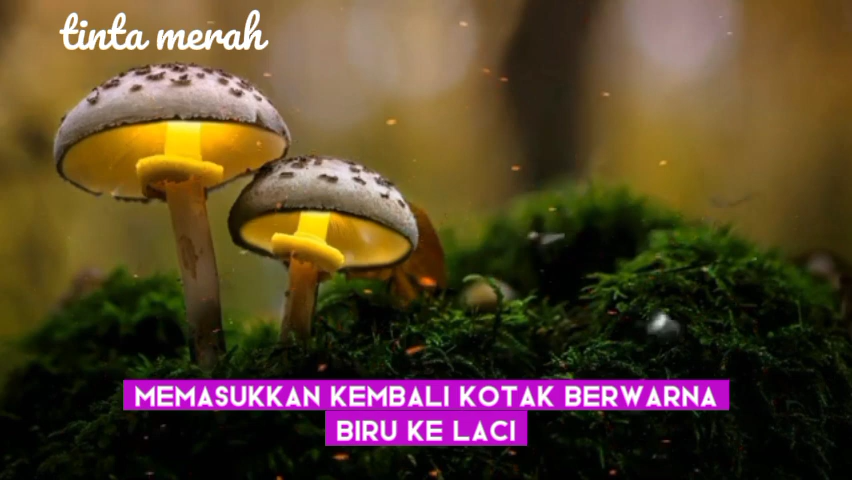 tinta merah
MEMASUKKAN KEMBALI KOTAK BERWARNA
BIRU KE LACI